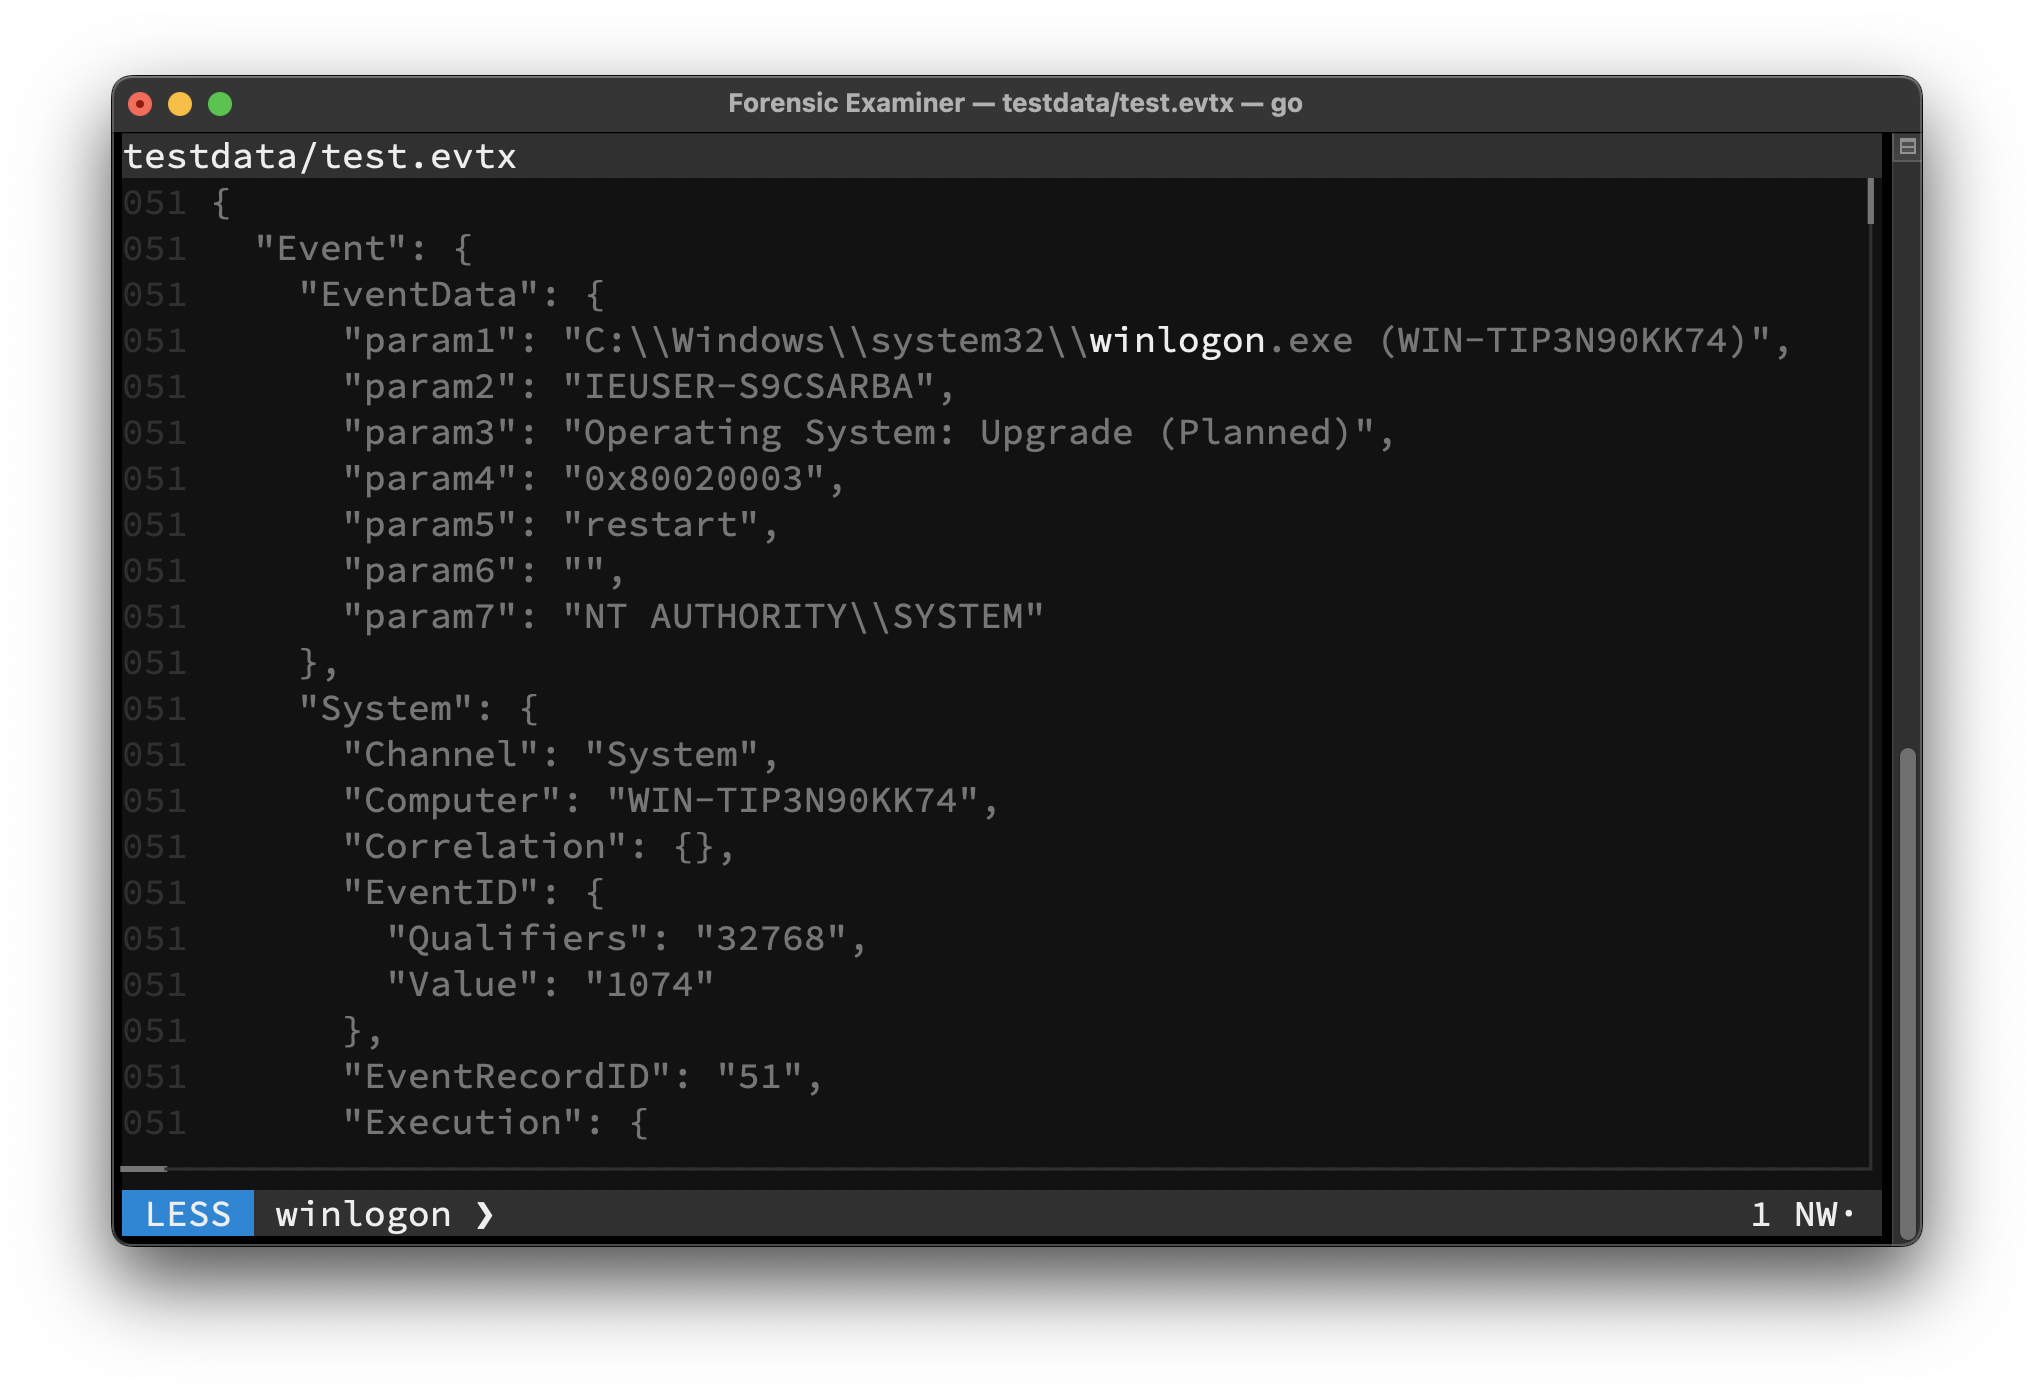 Forensic Examiner — testdata/test.evtx — go
testdata/test.evtx
051 {
051   "Event": {
051     "EventData": {
051       "param1": "C:\\Windows\\system32\\winlogon.exe (WIN-TIP3N90KK74)",
051       "param2": "IEUSER-S9CSARBA",
051       "param3": "Operating System: Upgrade (Planned)",
051       "param4": "0x80020003",
051       "param5": "restart",
051       "param6": "",
051       "param7": "NT AUTHORITY\\SYSTEM"
051     },
051     "System": {
051       "Channel": "System",
051       "Computer": "WIN-TIP3N90KK74",
051       "Correlation": {},
051       "EventID": {
051         "Qualifiers": "32768",
051         "Value": "1074"
051       },
051       "EventRecordID": "51",
051       "Execution": {
LESS winlogon ❯ 1 NW·